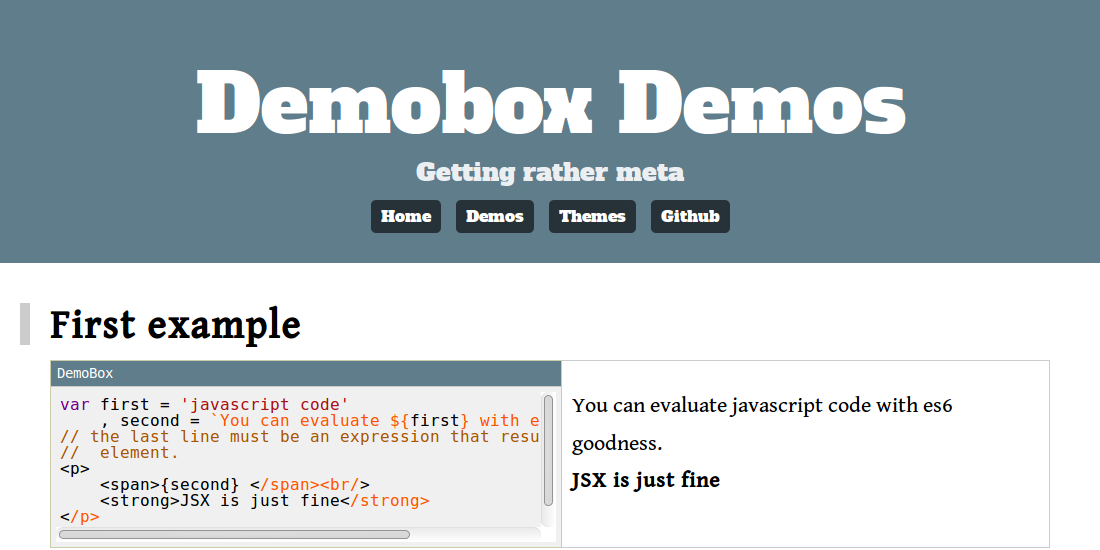 Demobox Demos
Getting rather meta
Home Demos Themes Github
First example
DemoBox
var first = 'javascript code'
    , second = `You can evaluate ${first} with e
// the last line must be an expression that resu
//  element.
<p>
    <span>{second} </span><br/>
    <strong>JSX is just fine</strong>
</p>
You can evaluate javascript code with es6
goodness.
JSX is just fine